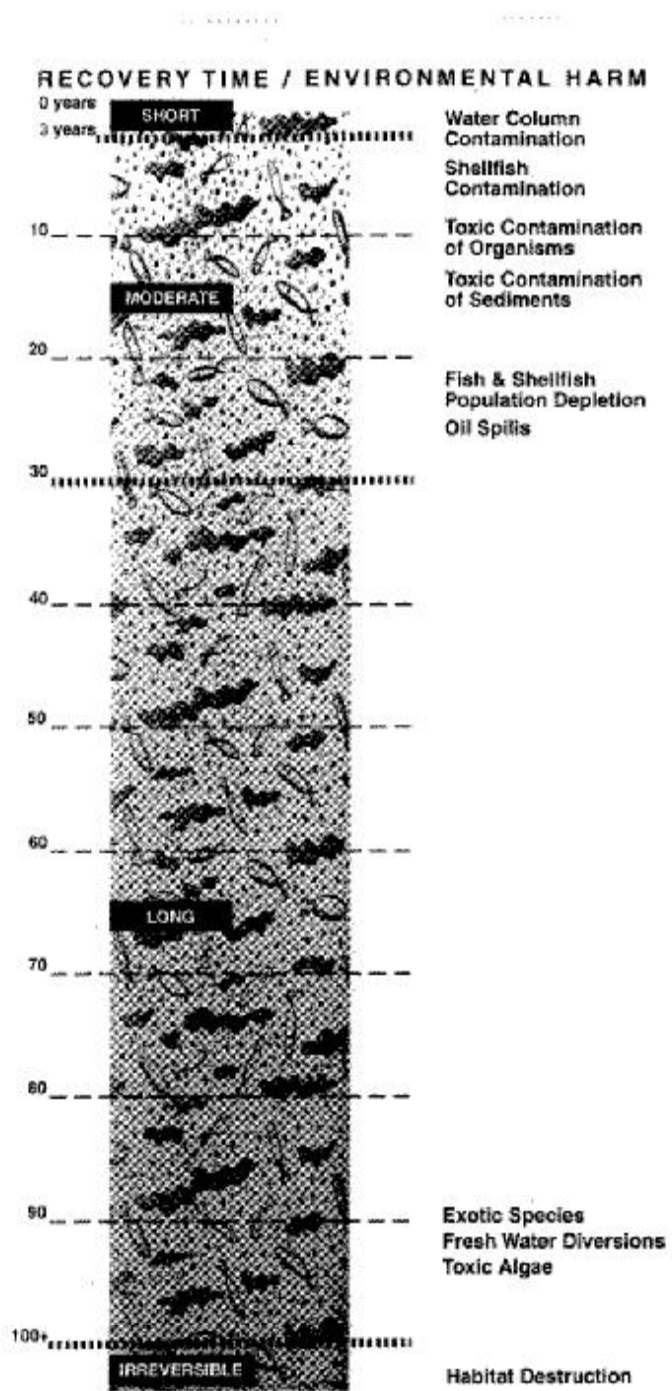 RECOVERY TIME / ENVIRONMENTAL HARM
0 years
SHORT
3 years
Water Column
Contamination
Shellfish
Contamination
10
Toxic Contamination
of Organisms
MODERATE
Toxic Contamination
of Sediments
20
Fish & Shellfish
Population Depletion
Oil Spills
30
40
50
60
LONG
70
80
90
Exotic Species
Fresh Water Diversions
Toxic Algae
100+
IRREVERSIBLE
Habitat Destruction